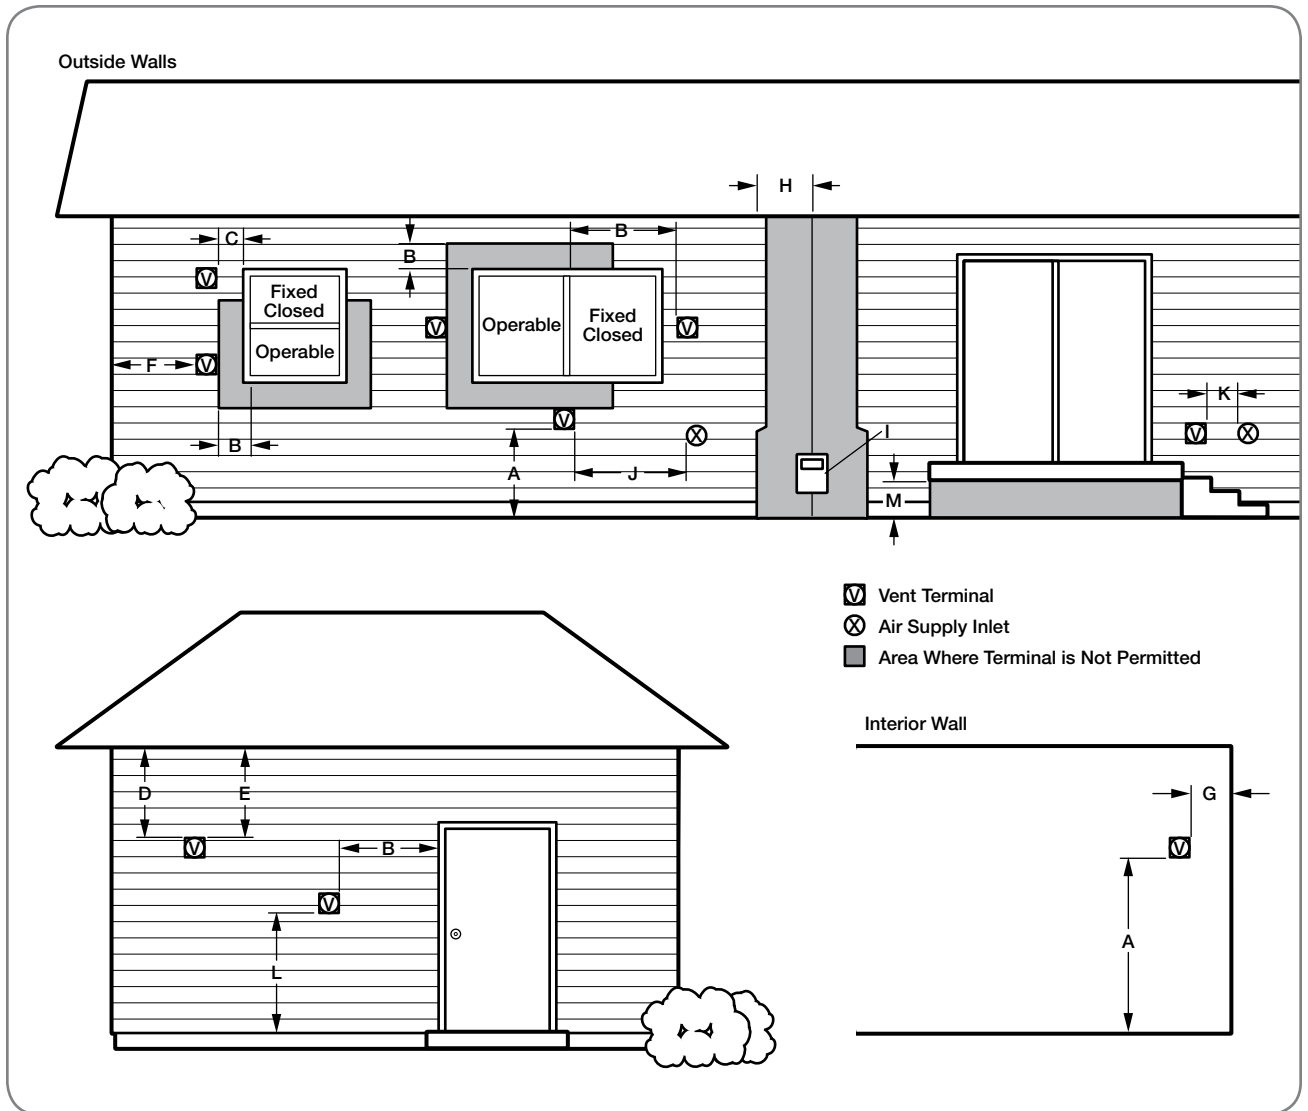 Outside Walls
H
C
B
B
V
Fixed
Closed
Operable
Operable
Fixed
Closed
V
V
F
V
B
V
A
J
X
I
M
K
V
X
V Vent Terminal
X Air Supply Inlet
Area Where Terminal is Not Permitted
Interior Wall
D
E
V
B
V
L
G
V
A